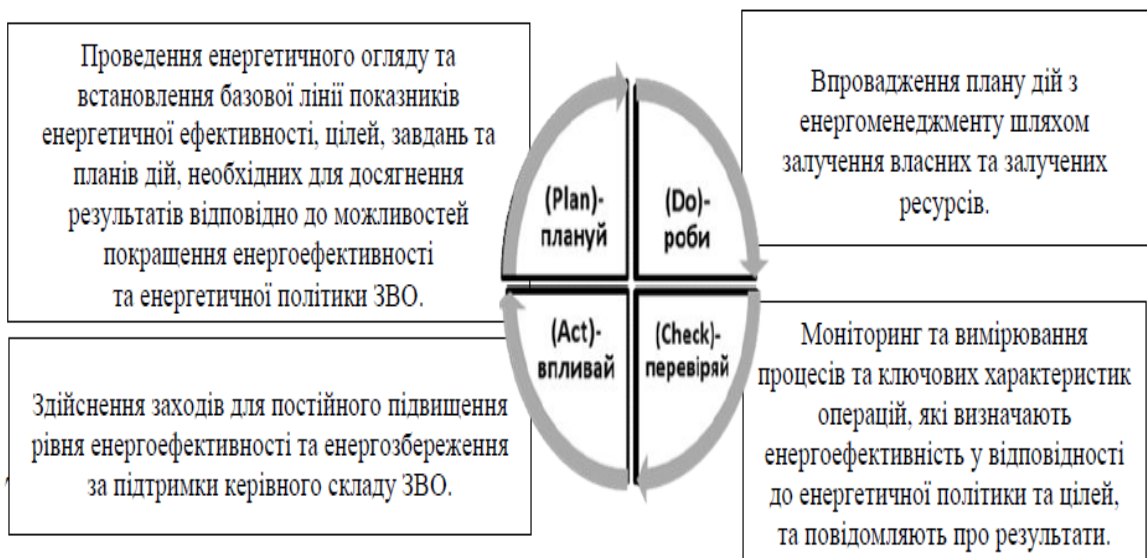 Проведення енергетичного огляду та
встановлення базової лінії показників
енергетичної ефективності, цілей, завдань та
планів дій, необхідних для досягнення
результатів відповідно до можливостей
покращення енергоефективності
та енергетичної політики ЗВО.
Впровадження плану дій з
енергоменеджменту шляхом
залучення власних та залучених
ресурсів.
(Plan)-
плануй
(Do)-
роби
(Act)-
впливай
(Check)-
перевіряй
Здійснення заходів для постійного підвищення
рівня енергоефективності та енергозбереження
за підтримки керівного складу ЗВО.
Моніторинг та вимірювання
процесів та ключових характеристик
операцій, які визначають
енергоефективність у відповідності
до енергетичної політики та цілей,
та повідомляють про результати.